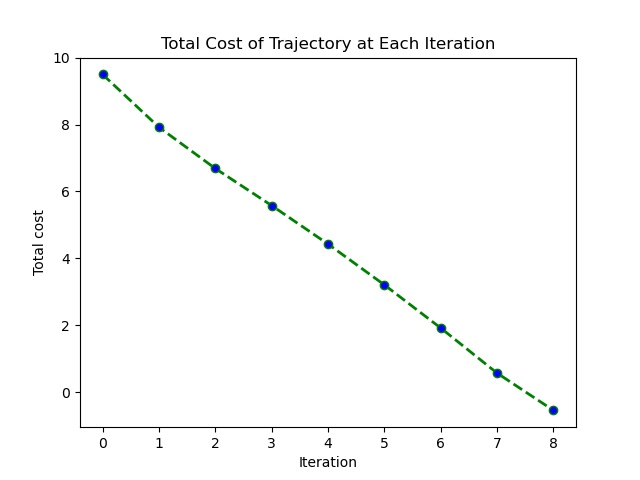 Total Cost of Trajectory at Each Iteration
10
8
6
4
2
0
Total cost
0 1 2 3 4 5 6 7 8
Iteration